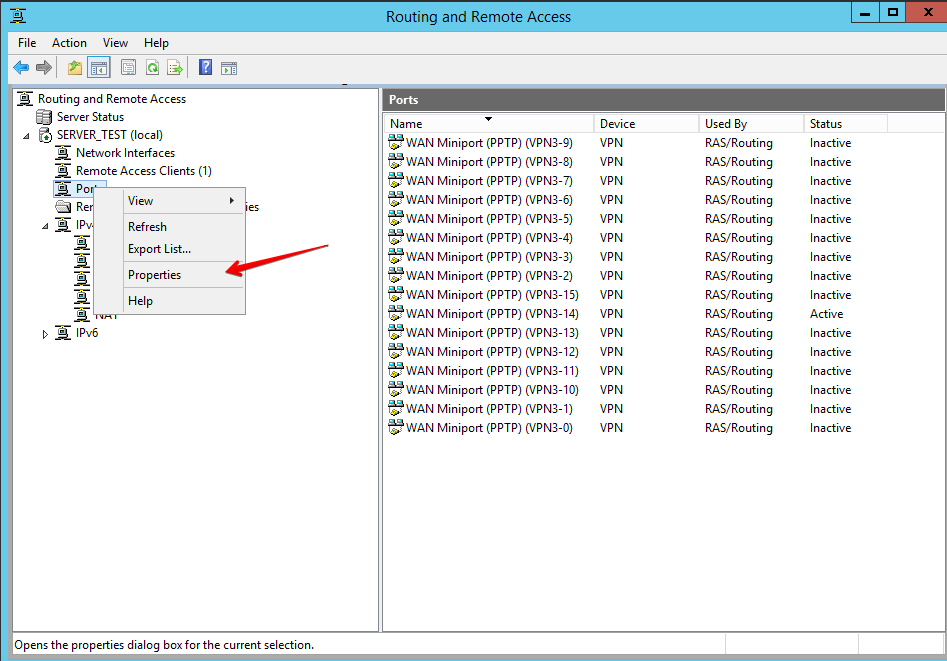 Routing and Remote Access
File Action View Help
Routing and Remote Access
Server Status
SERVER_TEST (local)
Network Interfaces
Remote Access Clients (1)
View
Refresh
Export List...
Properties
Help
IPv6
Ports
Name Device Used By Status
WAN Miniport (PPTP) (VPN3-9) VPN RAS/Routing Inactive
WAN Miniport (PPTP) (VPN3-8) VPN RAS/Routing Inactive
WAN Miniport (PPTP) (VPN3-7) VPN RAS/Routing Inactive
WAN Miniport (PPTP) (VPN3-6) VPN RAS/Routing Inactive
WAN Miniport (PPTP) (VPN3-5) VPN RAS/Routing Inactive
WAN Miniport (PPTP) (VPN3-4) VPN RAS/Routing Inactive
WAN Miniport (PPTP) (VPN3-3) VPN RAS/Routing Inactive
WAN Miniport (PPTP) (VPN3-2) VPN RAS/Routing Inactive
WAN Miniport (PPTP) (VPN3-15) VPN RAS/Routing Inactive
WAN Miniport (PPTP) (VPN3-14) VPN RAS/Routing Active
WAN Miniport (PPTP) (VPN3-13) VPN RAS/Routing Inactive
WAN Miniport (PPTP) (VPN3-12) VPN RAS/Routing Inactive
WAN Miniport (PPTP) (VPN3-11) VPN RAS/Routing Inactive
WAN Miniport (PPTP) (VPN3-10) VPN RAS/Routing Inactive
WAN Miniport (PPTP) (VPN3-1) VPN RAS/Routing Inactive
WAN Miniport (PPTP) (VPN3-0) VPN RAS/Routing Inactive
Opens the properties dialog box for the current selection.